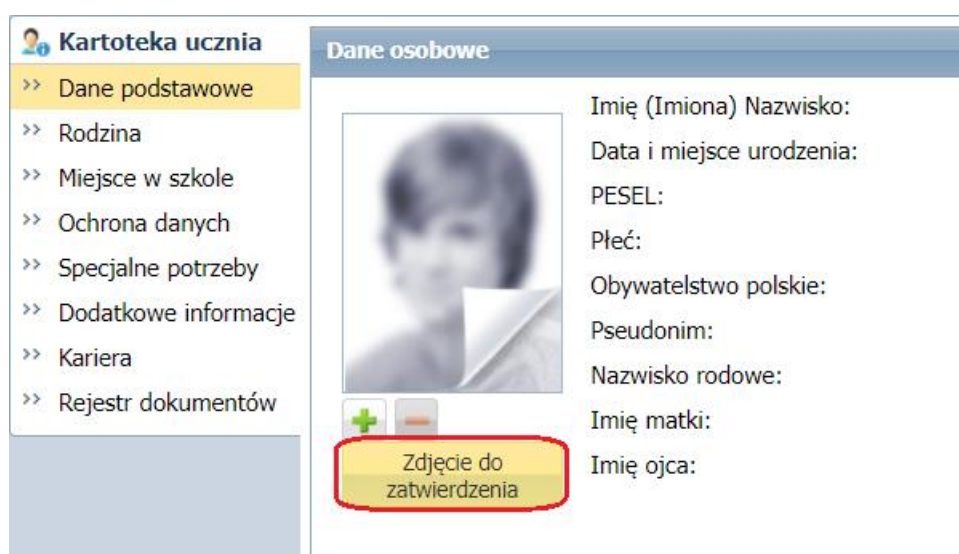 Kartoteka ucznia
Dane podstawowe
Rodzina
Miejsce w szkole
Ochrona danych
Specjalne potrzeby
Dodatkowe informacje
Kariera
Rejestr dokumentów
Dane osobowe
Imię (Imiona) Nazwisko:
Data i miejsce urodzenia:
PESEL:
Płeć:
Obywatelstwo polskie:
Pseudonim:
Nazwisko rodowe:
Imię matki:
Imię ojca:
Zdjęcie do
zatwierdzenia